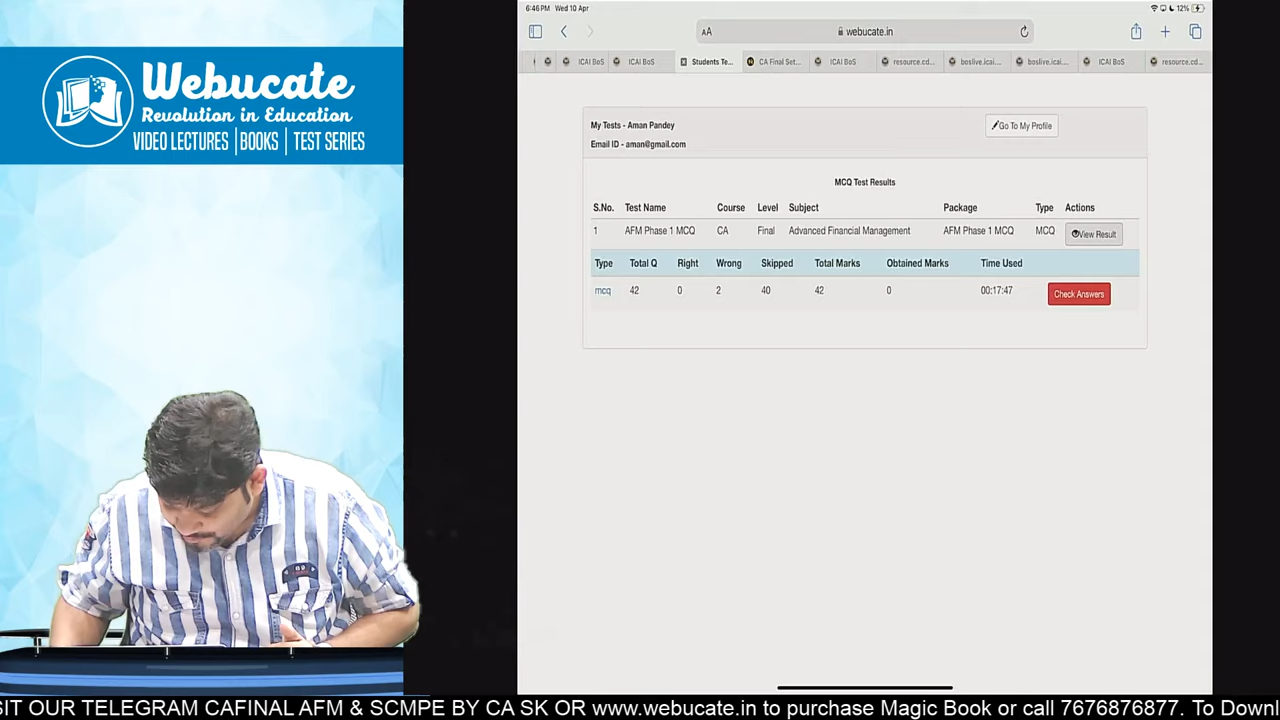 6:46 PM Wed 10 Apr
12%
AA
webucate.in
ICAI BoS
ICAI BoS
Students Te...
CA Final Set...
ICAI BoS
resource.cd...
boslive.icai....
boslive.icai....
ICAI BoS
resource.cd...
Webucate
Revolution in Education
VIDEO LECTURES | BOOKS | TEST SERIES
My Tests - Aman Pandey
Go To My Profile
Email ID - aman@gmail.com
MCQ Test Results
S.No. Test Name Course Level Subject Package Type Actions
1 AFM Phase 1 MCQ CA Final Advanced Financial Management AFM Phase 1 MCQ MCQ View Result
Type Total Q Right Wrong Skipped Total Marks Obtained Marks Time Used
mcq 42 0 2 40 42 0 00:17:47 Check Answers
SIT OUR TELEGRAM CAFINAL AFM & SCMPE BY CA SK OR www.webucate.in to purchase Magic Book or call 7676876877. To Downl